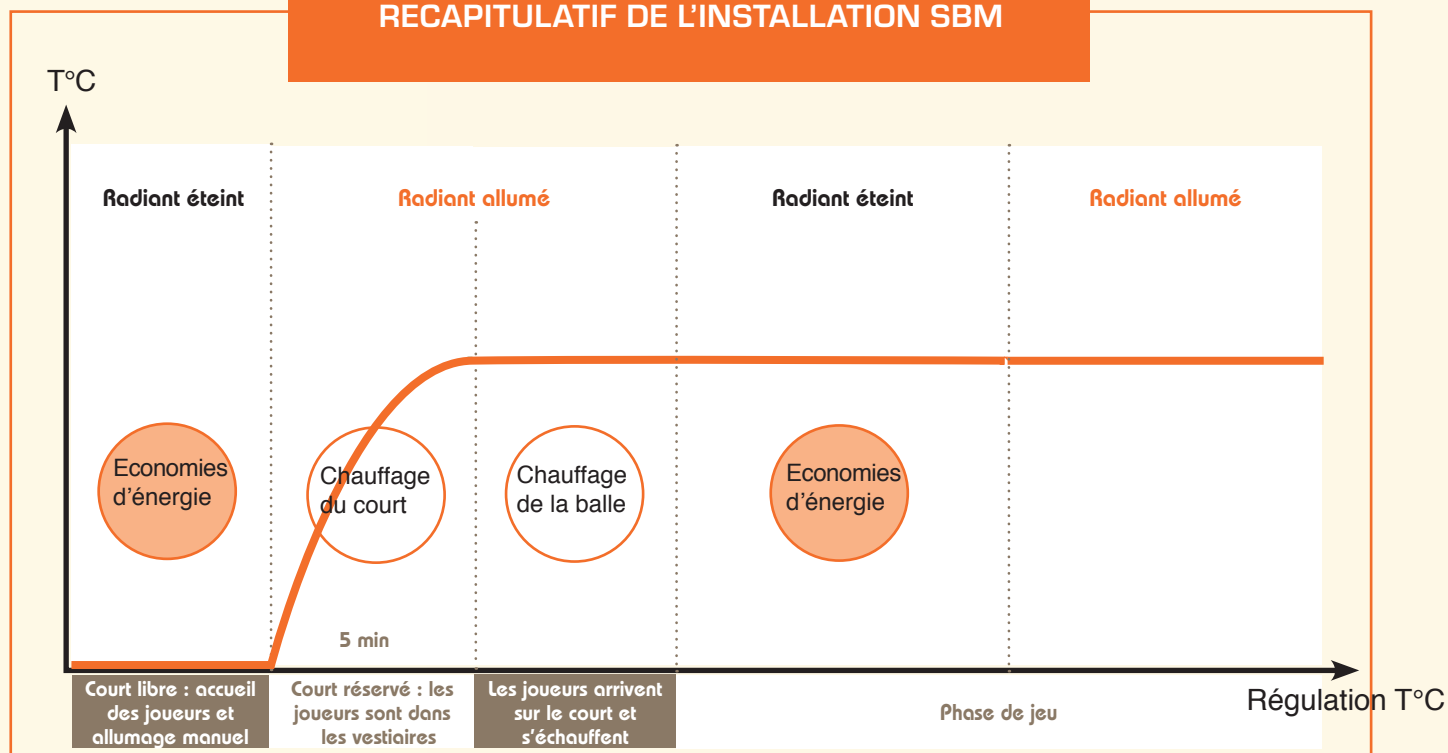 RECAPITULATIF DE L'INSTALLATION SBM
T°C
Radiant éteint
Radiant allumé
Radiant éteint
Radiant allumé
Economies
d'énergie
Chauffage
du court
Chauffage
de la balle
Economies
d'énergie
5 min
Court libre : accueil
des joueurs et
allumage manuel
Court réservé : les
joueurs sont dans
les vestiaires
Les joueurs arrivent
sur le court et
s'échauffent
Phase de jeu
Régulation T°C